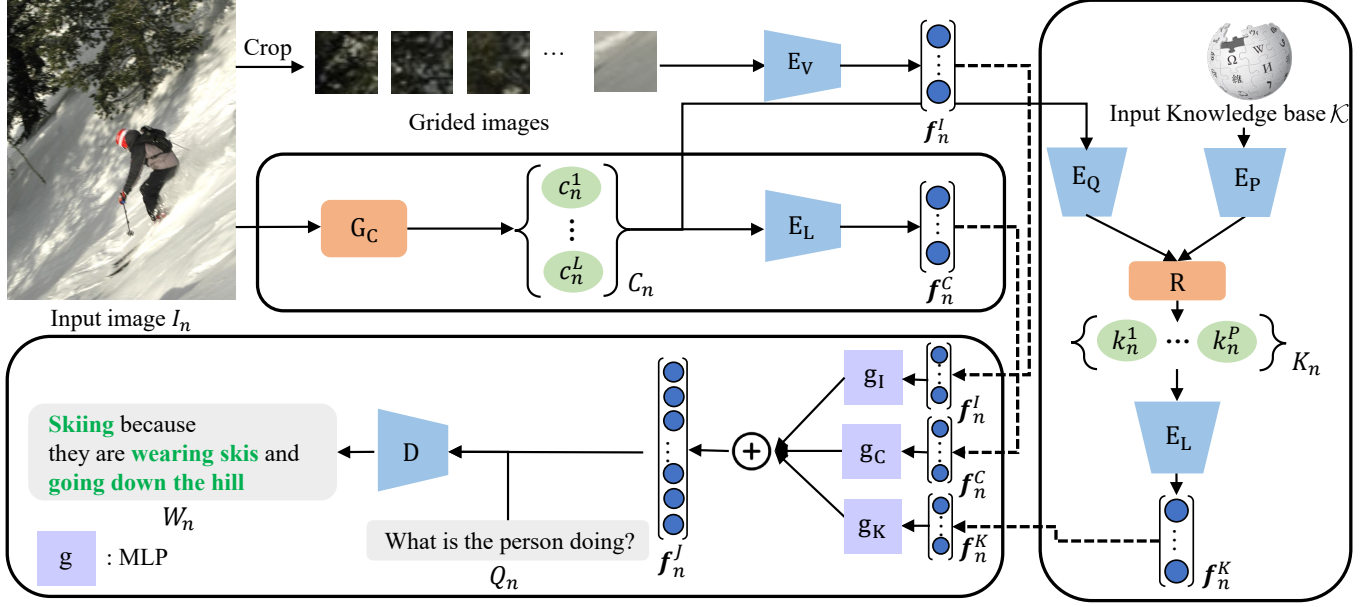 Crop
Grided images
...
E_V
f_n^I
Input Knowledge base 𝒦
E_Q
E_P
G_C
c_n^1
c_n^L
C_n
E_L
f_n^C
R
k_n^1 ... k_n^P
K_n
E_L
f_n^K
Input image I_n
Skiing because
they are wearing skis and
going down the hill
W_n
D
What is the person doing?
Q_n
f_n^J
+
g_I
f_n^I
g_C
f_n^C
g_K
f_n^K
g : MLP